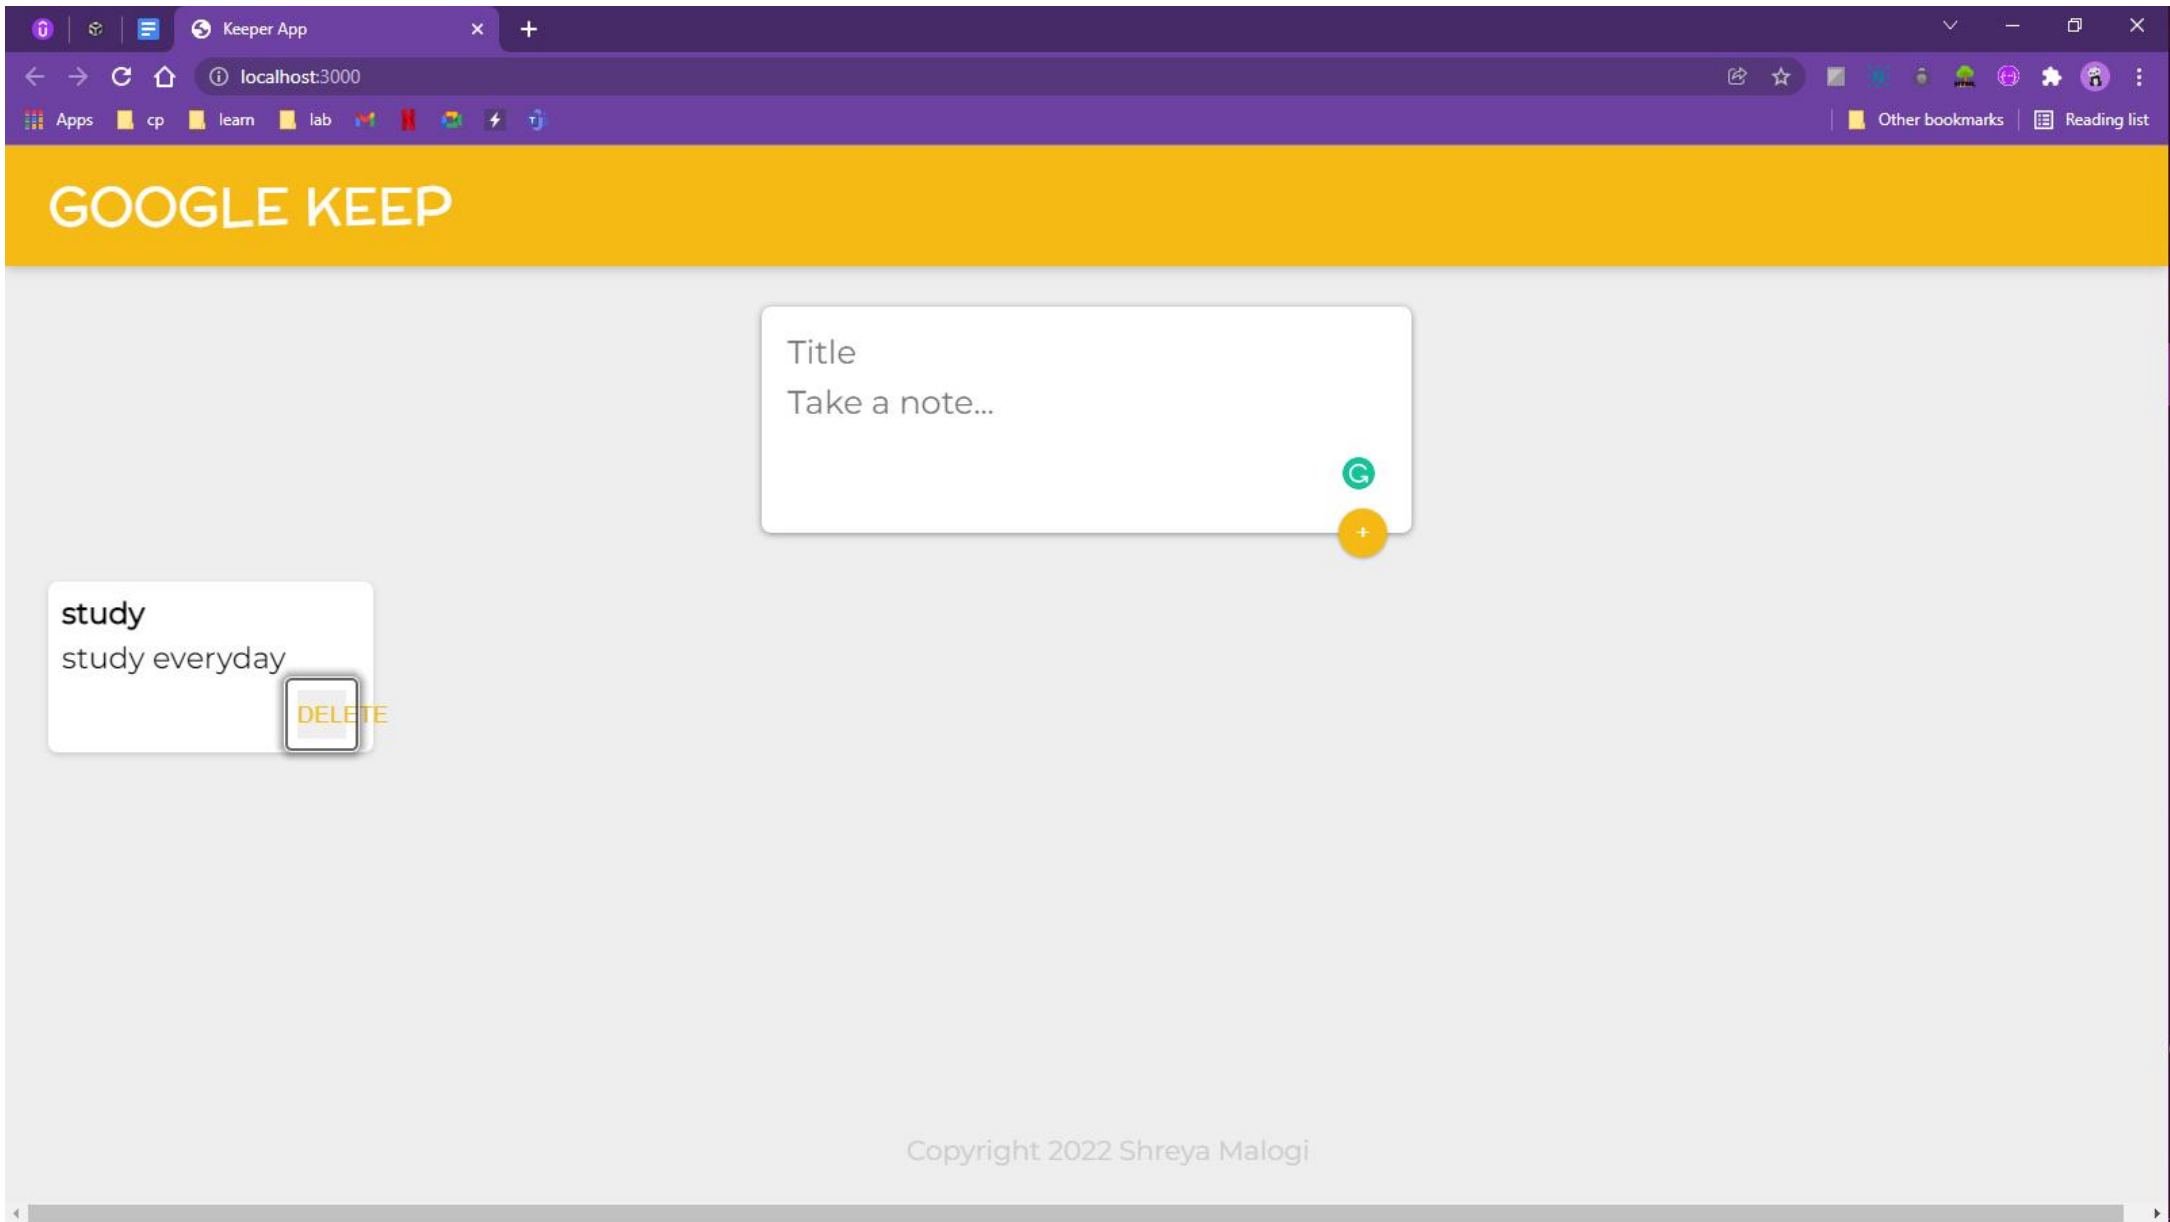 Keeper App
localhost:3000
Apps cp learn lab Other bookmarks Reading list
GOOGLE KEEP
Title
Take a note...
+
study
study everyday
DELETE
Copyright 2022 Shreya Malogi